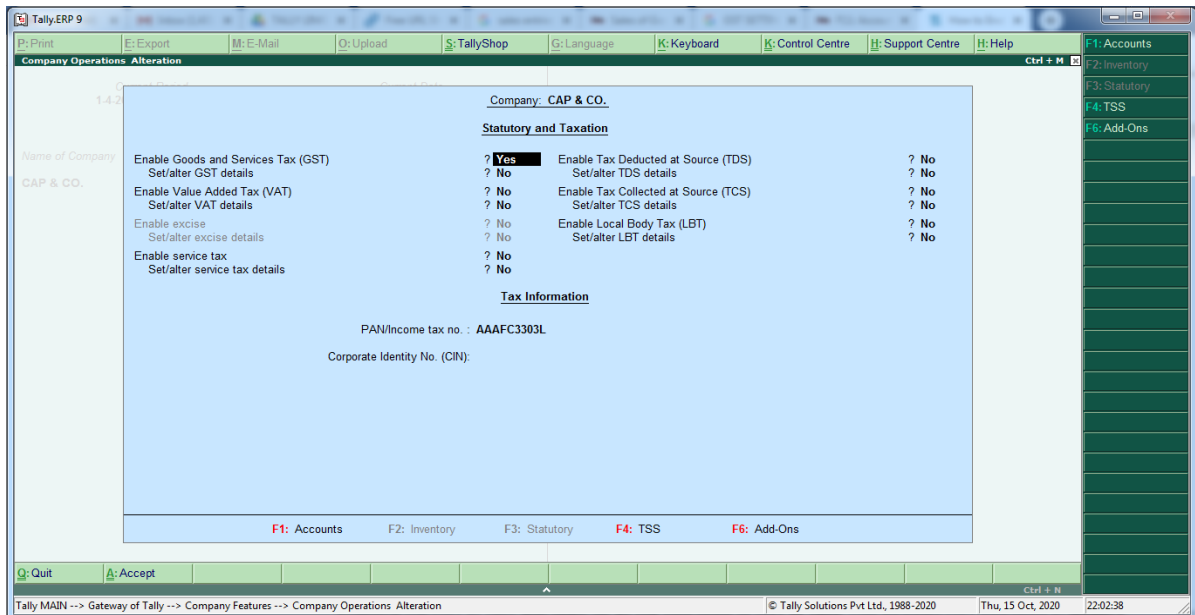 Tally.ERP 9
P: Print E: Export M: E-Mail O: Upload S: TallyShop G: Language K: Keyboard K: Control Centre H: Support Centre H: Help
F1: Accounts
F2: Inventory
F3: Statutory
F4: TSS
F6: Add-Ons
Company Operations Alteration Ctrl + M
1-4-2
Name of Company
CAP & CO.
Company: CAP & CO.
Statutory and Taxation
Enable Goods and Services Tax (GST) ? Yes Enable Tax Deducted at Source (TDS) ? No
Set/alter GST details ? No Set/alter TDS details ? No
Enable Value Added Tax (VAT) ? No Enable Tax Collected at Source (TCS) ? No
Set/alter VAT details ? No Set/alter TCS details ? No
Enable excise ? No Enable Local Body Tax (LBT) ? No
Set/alter excise details ? No Set/alter LBT details ? No
Enable service tax ? No
Set/alter service tax details ? No
Tax Information
PAN/Income tax no. : AAAFC3303L
Corporate Identity No. (CIN):
F1: Accounts F2: Inventory F3: Statutory F4: TSS F6: Add-Ons
Q: Quit A: Accept
Ctrl + N
Tally MAIN --> Gateway of Tally --> Company Features --> Company Operations Alteration © Tally Solutions Pvt Ltd., 1988-2020 Thu, 15 Oct, 2020 22:02:38